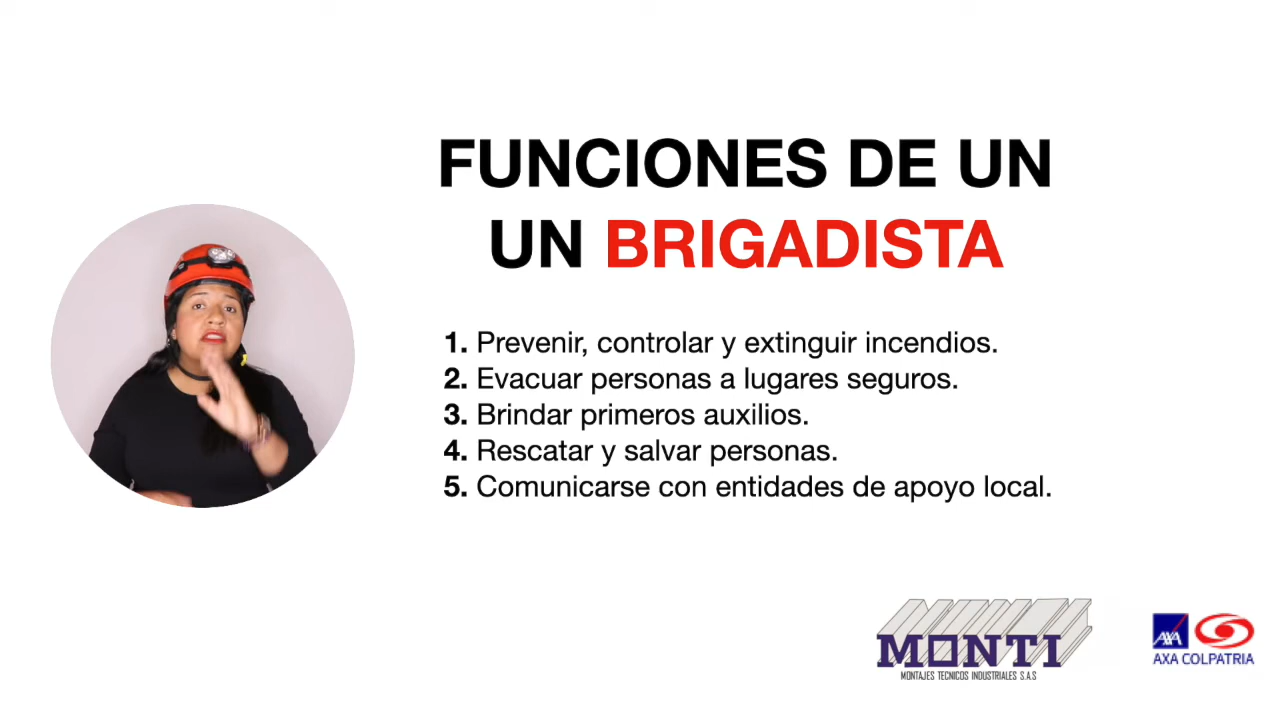 FUNCIONES DE UN
UN BRIGADISTA
1. Prevenir, controlar y extinguir incendios.
2. Evacuar personas a lugares seguros.
3. Brindar primeros auxilios.
4. Rescatar y salvar personas.
5. Comunicarse con entidades de apoyo local.
MONTI
MONTAJES TECNICOS INDUSTRIALES S.A.S
AXA
AXA COLPATRIA